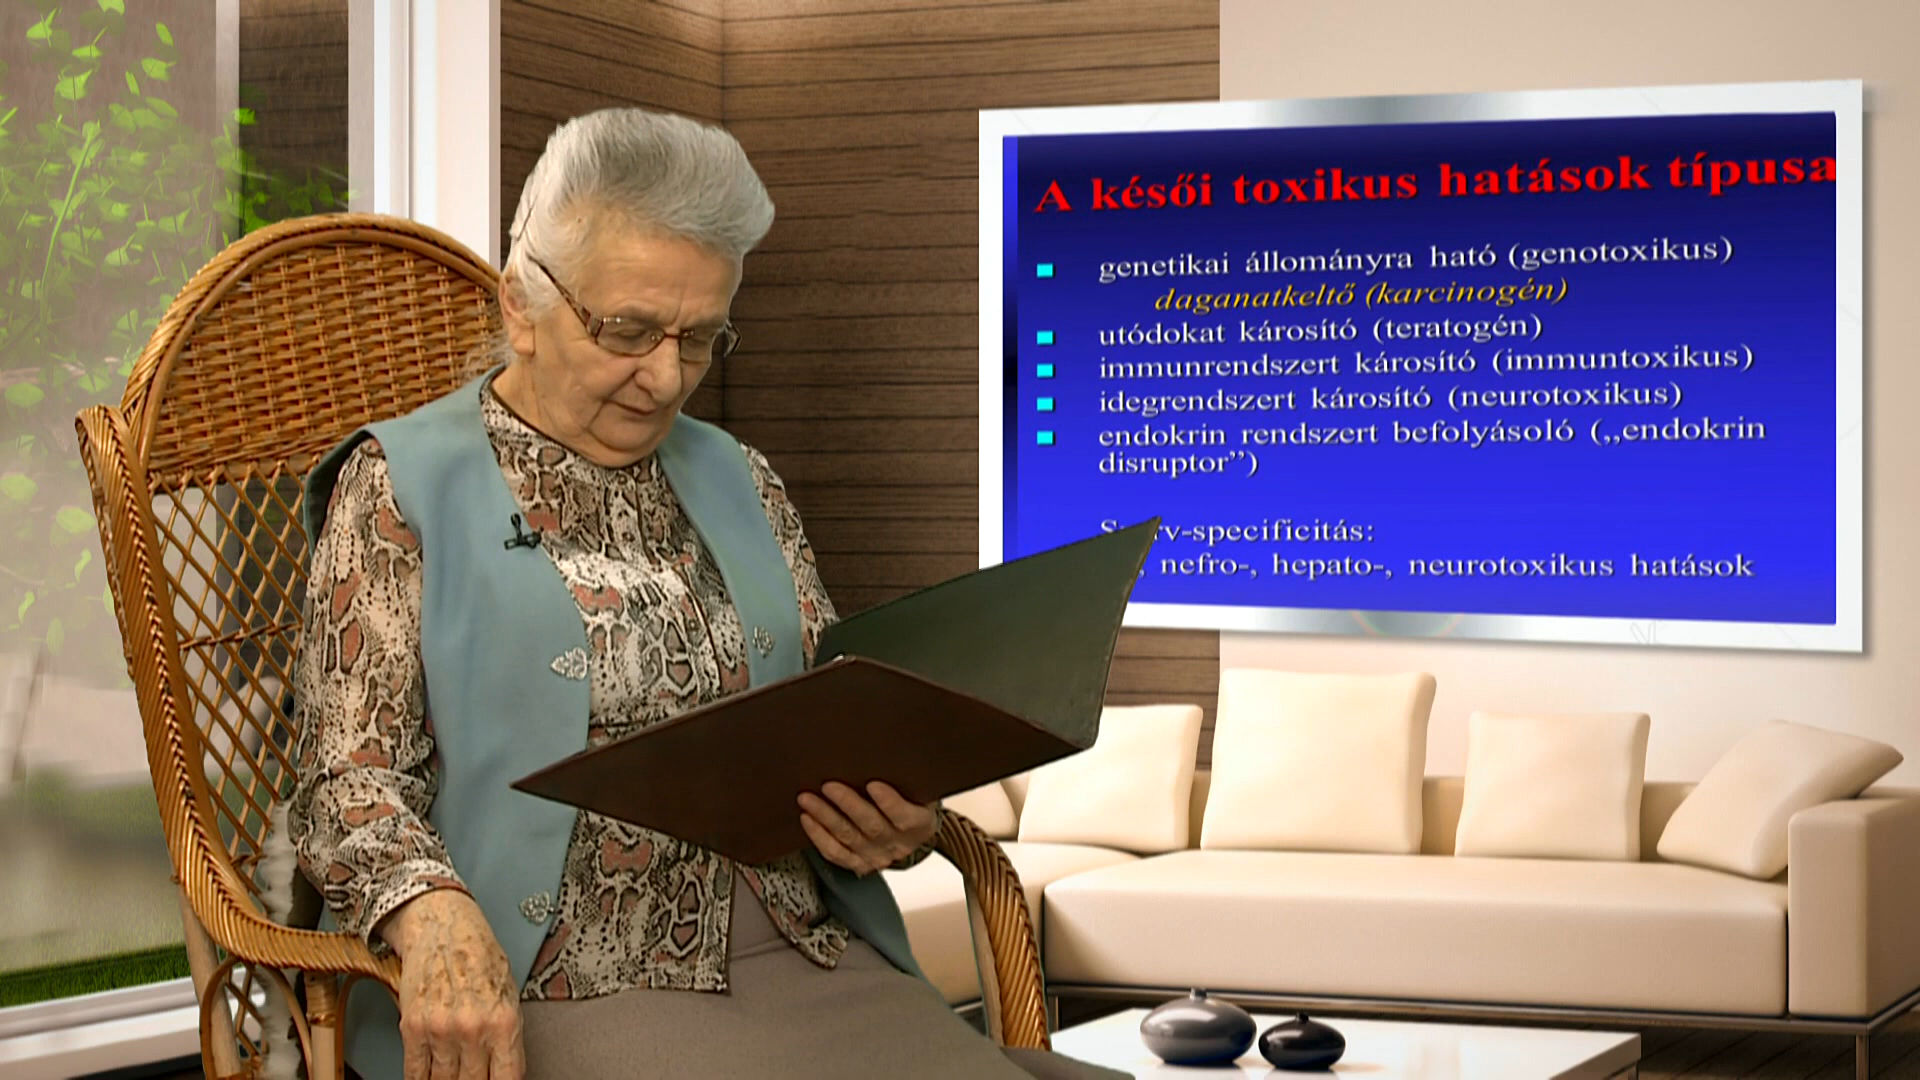 A késői toxikus hatások típusa
genetikai állományra ható (genotoxikus)
daganatkeltő (karcinogén)
utódokat károsító (teratogén)
immunrendszert károsító (immuntoxikus)
idegrendszert károsító (neurotoxikus)
endokrin rendszert befolyásoló („endokrin
disruptor”)
rv-specificitás:
, nefro-, hepato-, neurotoxikus hatások